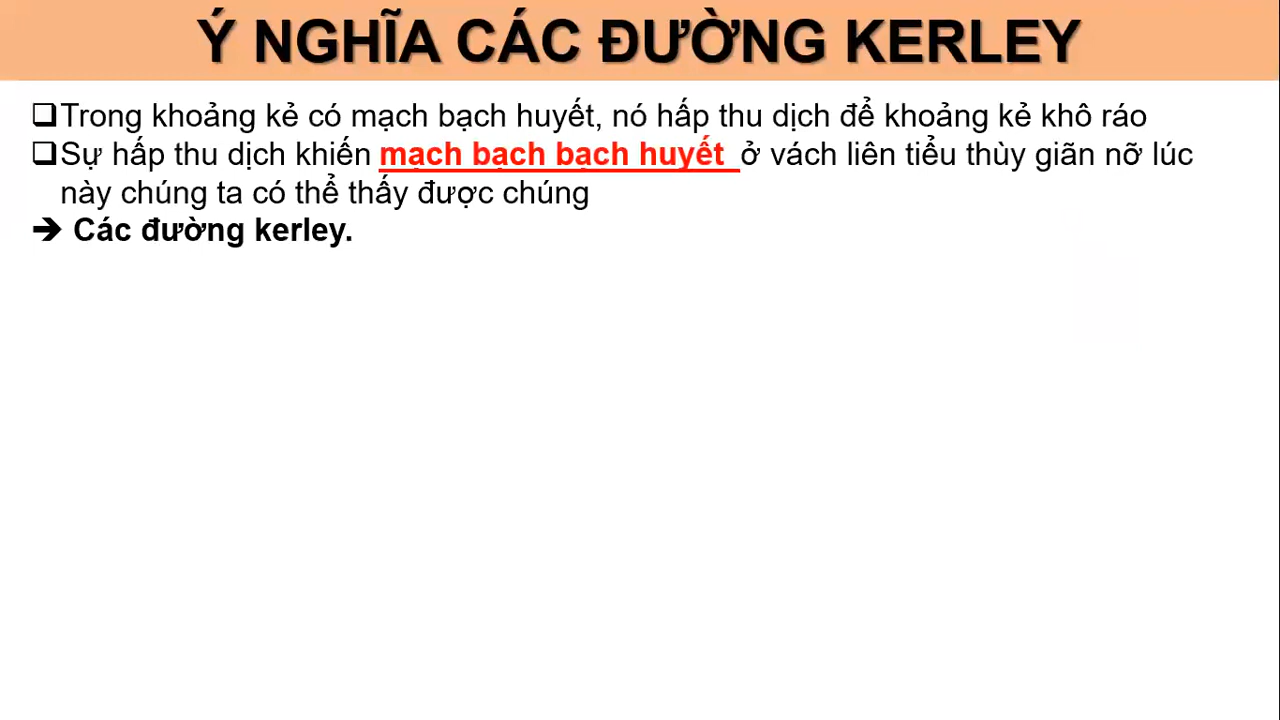 Ý NGHĨA CÁC ĐƯỜNG KERLEY
❑Trong khoảng kẻ có mạch bạch huyết, nó hấp thu dịch để khoảng kẻ khô ráo
❑Sự hấp thu dịch khiến mạch bạch bạch huyết ở vách liên tiểu thùy giãn nỡ lúc
này chúng ta có thể thấy được chúng
➔ Các đường kerley.